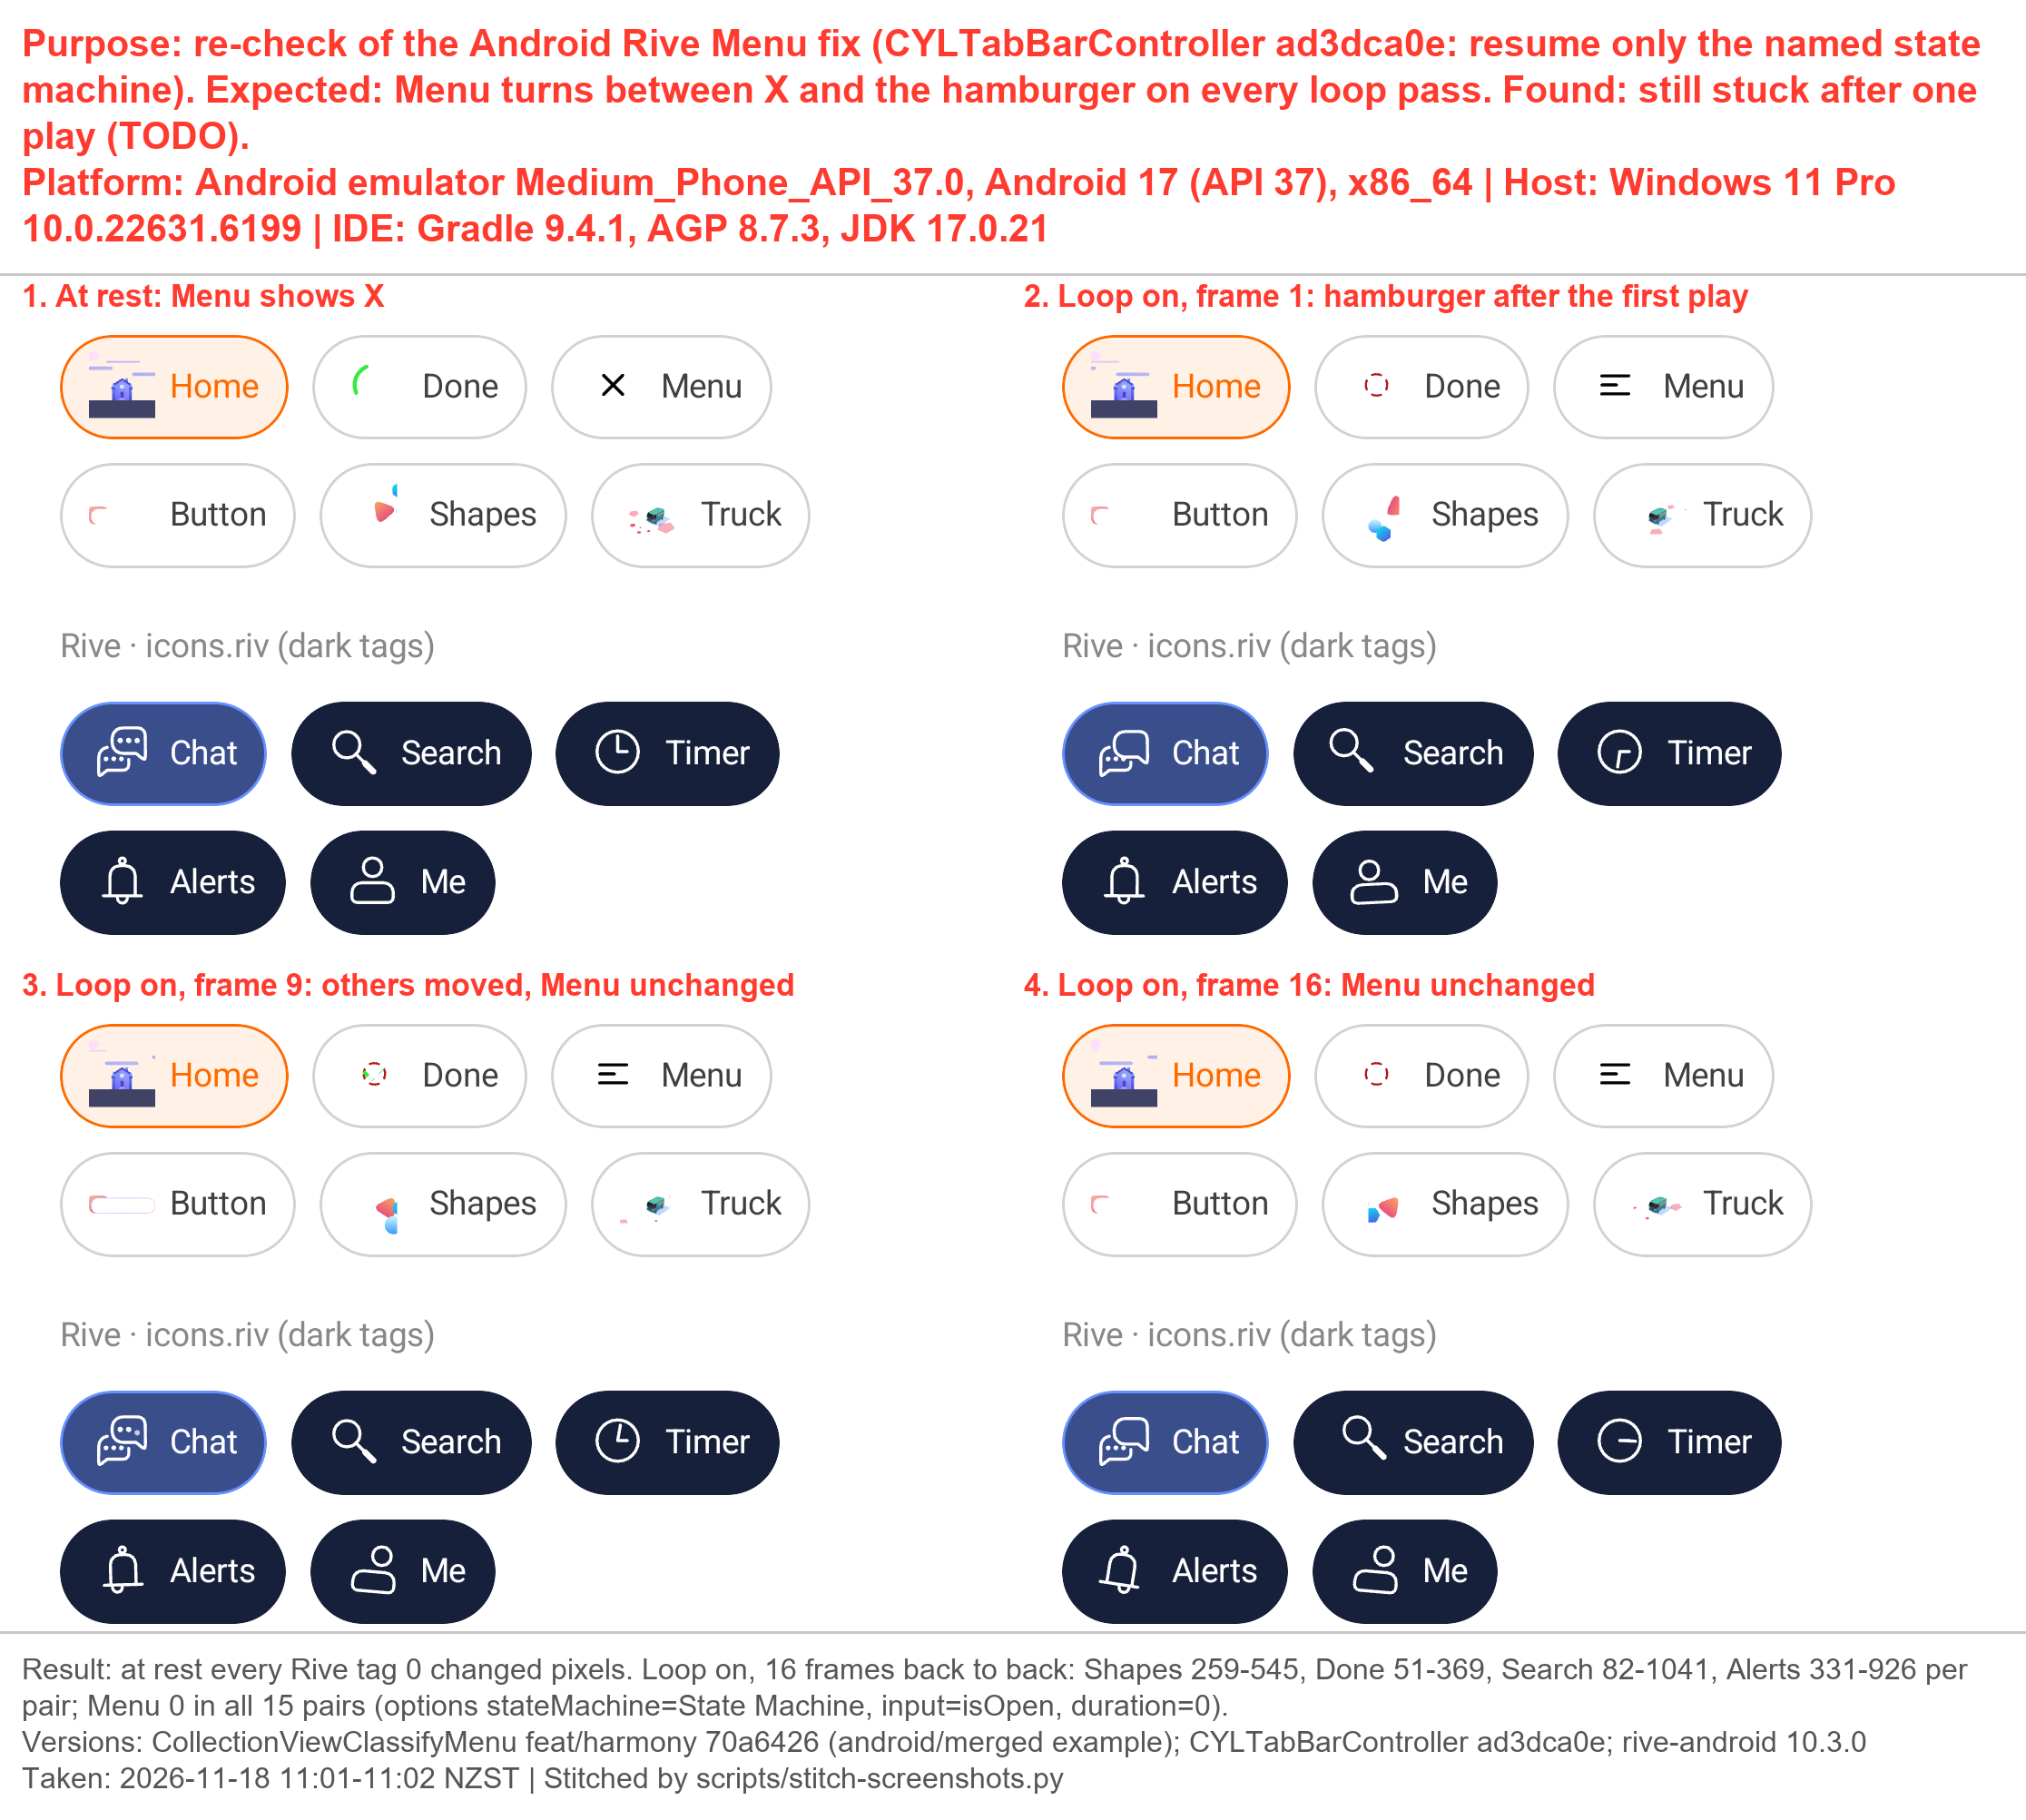 Purpose: re-check of the Android Rive Menu fix (CYLTabBarController ad3dca0e: resume only the named state
machine). Expected: Menu turns between X and the hamburger on every loop pass. Found: still stuck after one
play (TODO).
Platform: Android emulator Medium_Phone_API_37.0, Android 17 (API 37), x86_64 | Host: Windows 11 Pro
10.0.22631.6199 | IDE: Gradle 9.4.1, AGP 8.7.3, JDK 17.0.21
1. At rest: Menu shows X
Home
Done
Menu
Button
Shapes
Truck
Rive · icons.riv (dark tags)
Chat
Search
Timer
Alerts
Me
2. Loop on, frame 1: hamburger after the first play
Home
Done
Menu
Button
Shapes
Truck
Rive · icons.riv (dark tags)
Chat
Search
Timer
Alerts
Me
3. Loop on, frame 9: others moved, Menu unchanged
Home
Done
Menu
Button
Shapes
Truck
Rive · icons.riv (dark tags)
Chat
Search
Timer
Alerts
Me
4. Loop on, frame 16: Menu unchanged
Home
Done
Menu
Button
Shapes
Truck
Rive · icons.riv (dark tags)
Chat
Search
Timer
Alerts
Me
Result: at rest every Rive tag 0 changed pixels. Loop on, 16 frames back to back: Shapes 259-545, Done 51-369, Search 82-1041, Alerts 331-926 per
pair; Menu 0 in all 15 pairs (options stateMachine=State Machine, input=isOpen, duration=0).
Versions: CollectionViewClassifyMenu feat/harmony 70a6426 (android/merged example); CYLTabBarController ad3dca0e; rive-android 10.3.0
Taken: 2026-11-18 11:01-11:02 NZST | Stitched by scripts/stitch-screenshots.py